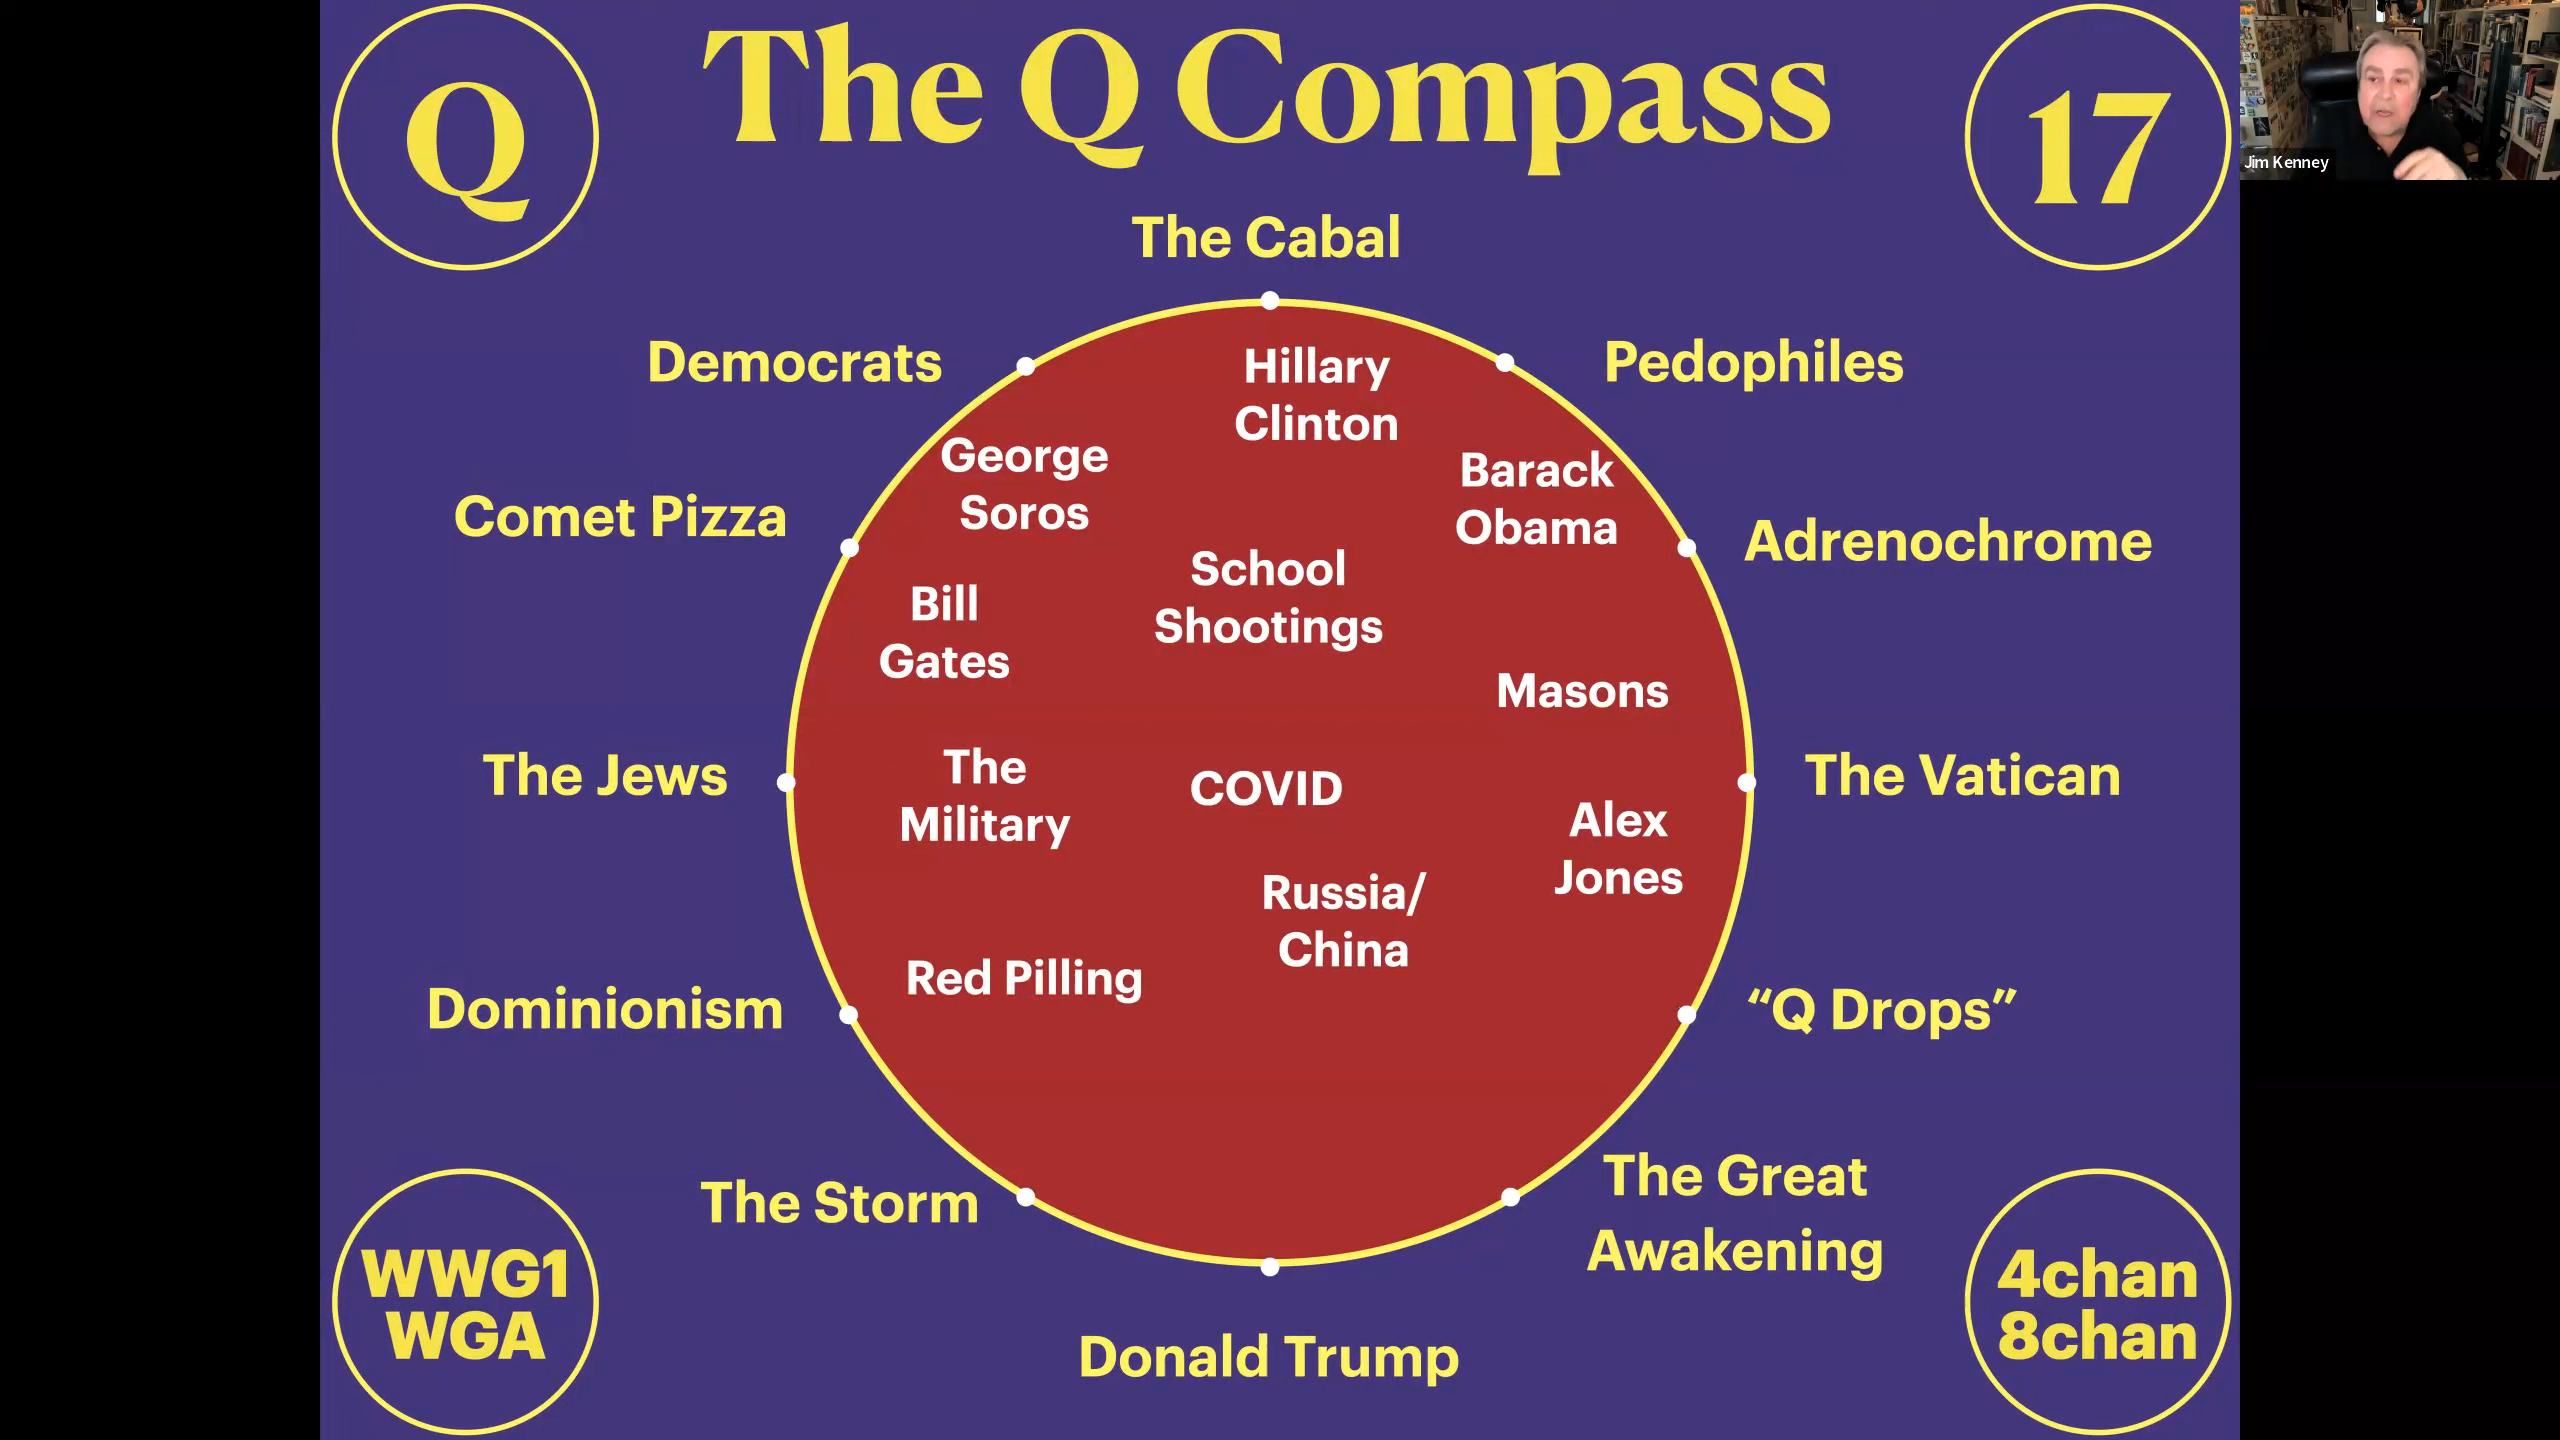 Q
The Q Compass
17
Jim Kenney
The Cabal
Democrats
Pedophiles
Hillary
Clinton
George
Soros
Barack
Obama
Comet Pizza
Adrenochrome
School
Shootings
Bill
Gates
Masons
The Jews
The Vatican
The
Military
COVID
Alex
Jones
Russia/
China
Red Pilling
Dominionism
“Q Drops”
The Storm
The Great
Awakening
WWG1
WGA
4chan
8chan
Donald Trump